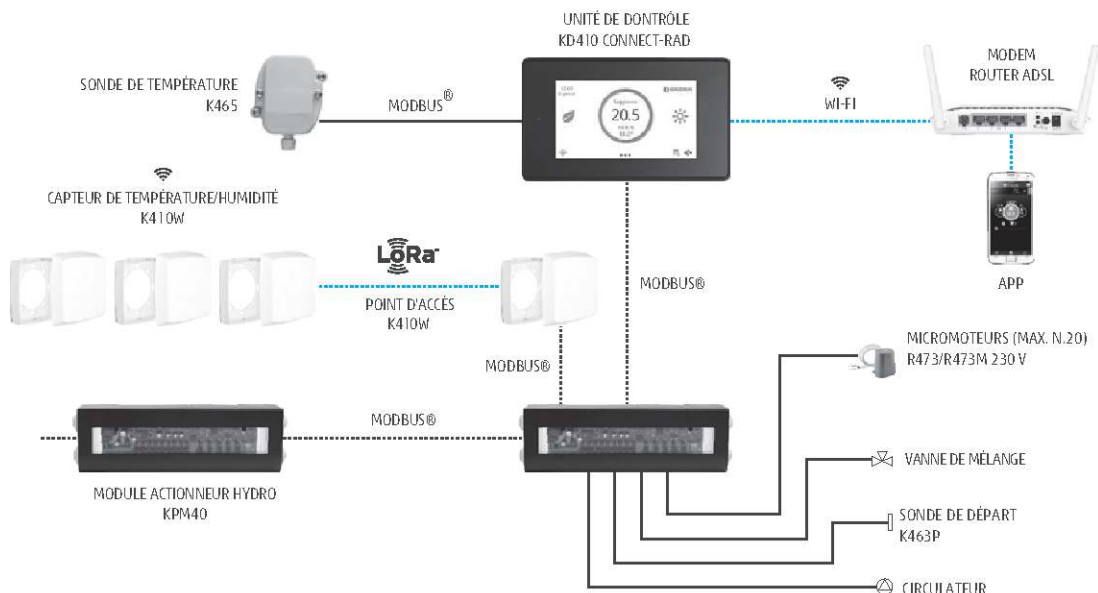 UNITÉ DE DONTRÔLE
KD410 CONNECT-RAD
MODEM
ROUTER ADSL
SONDE DE TEMPÉRATURE
K465
MODBUS®
WI-FI
20.5
CAPTEUR DE TEMPÉRATURE/HUMIDITÉ
K410W
LoRa
POINT D'ACCÈS
K410W
MODBUS®
APP
MICROMOTEURS (MAX. N.20)
R473/R473M 230 V
MODBUS®
MODBUS®
VANNE DE MÉLANGE
MODULE ACTIONNEUR HYDRO
KPM40
SONDE DE DÉPART
K463P
CIRCULATEUR